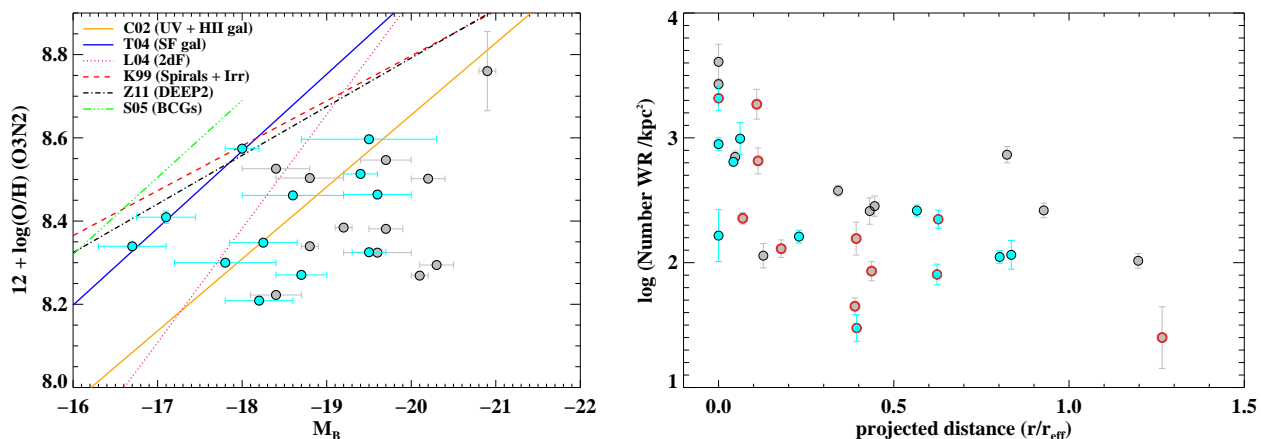 C02 (UV + HII gal)
T04 (SF gal)
L04 (2dF)
K99 (Spirals + Irr)
Z11 (DEEP2)
S05 (BCGs)
12 + log(O/H) (O3N2)
8.8
8.6
8.4
8.2
8.0
−16 −17 −18 −19 −20 −21 −22
M_B
log (Number WR /kpc²)
4
3
2
1
0.0 0.5 1.0 1.5
projected distance (r/r_eff)